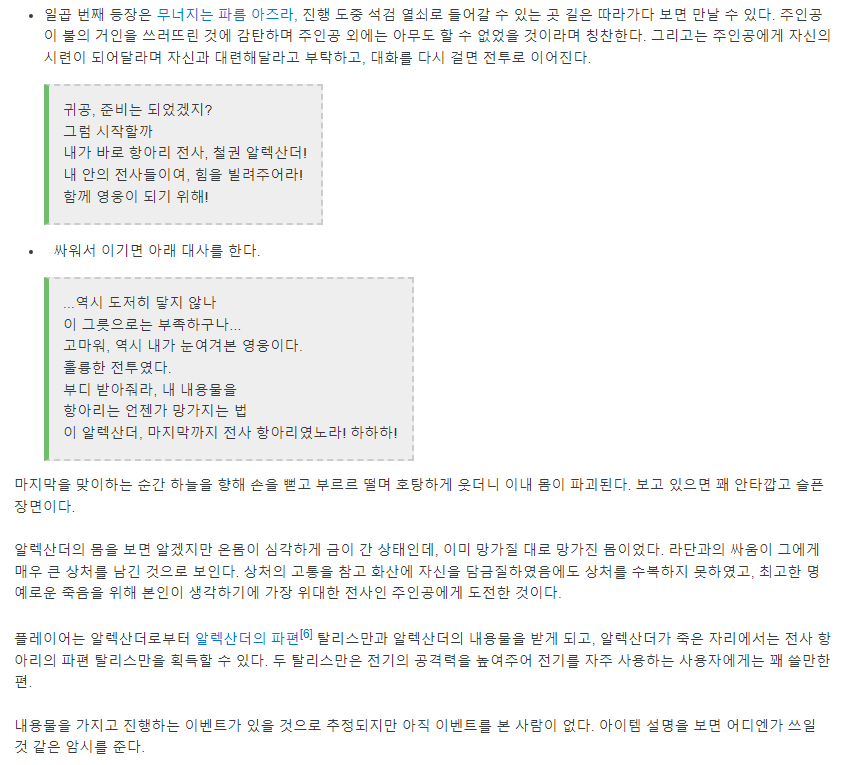 일곱 번째 등장은 무너지는 파름 아즈라, 진행 도중 석검 열쇠로 들어갈 수 있는 곳 길은 따라가다 보면 만날 수 있다. 주인공
이 불의 거인을 쓰러뜨린 것에 감탄하며 주인공 외에는 아무도 할 수 없었을 것이라며 칭찬한다. 그리고는 주인공에게 자신의
시련이 되어달라며 자신과 대련해달라고 부탁하고, 대화를 다시 걸면 전투로 이어진다.
귀공, 준비는 되었겠지?
그럼 시작할까
내가 바로 항아리 전사, 철권 알렉산더!
내 안의 전사들이여, 힘을 빌려주어라!
함께 영웅이 되기 위해!
싸워서 이기면 아래 대사를 한다.
...역시 도저히 닿지 않나
이 그릇으로는 부족하구나...
고마워, 역시 내가 눈여겨본 영웅이다.
훌륭한 전투였다.
부디 받아줘라, 내 내용물을
항아리는 언젠가 망가지는 법
이 알렉산더, 마지막까지 전사 항아리였노라! 하하하!
마지막을 맞이하는 순간 하늘을 향해 손을 뻗고 부르르 떨며 호탕하게 웃더니 이내 몸이 파괴된다. 보고 있으면 꽤 안타깝고 슬픈
장면이다.
알렉산더의 몸을 보면 알겠지만 온몸이 심각하게 금이 간 상태인데, 이미 망가질 대로 망가진 몸이었다. 라단과의 싸움이 그에게
매우 큰 상처를 남긴 것으로 보인다. 상처의 고통을 참고 화산에 자신을 담금질하였음에도 상처를 수복하지 못하였고, 최고한 명
예로운 죽음을 위해 본인이 생각하기에 가장 위대한 전사인 주인공에게 도전한 것이다.
플레이어는 알렉산더로부터 알렉산더의 파편[6] 탈리스만과 알렉산더의 내용물을 받게 되고, 알렉산더가 죽은 자리에서는 전사 항
아리의 파편 탈리스만을 획득할 수 있다. 두 탈리스만은 전기의 공격력을 높여주어 전기를 자주 사용하는 사용자에게는 꽤 쓸만한
편.
내용물을 가지고 진행하는 이벤트가 있을 것으로 추정되지만 아직 이벤트를 본 사람이 없다. 아이템 설명을 보면 어디엔가 쓰일
것 같은 암시를 준다.